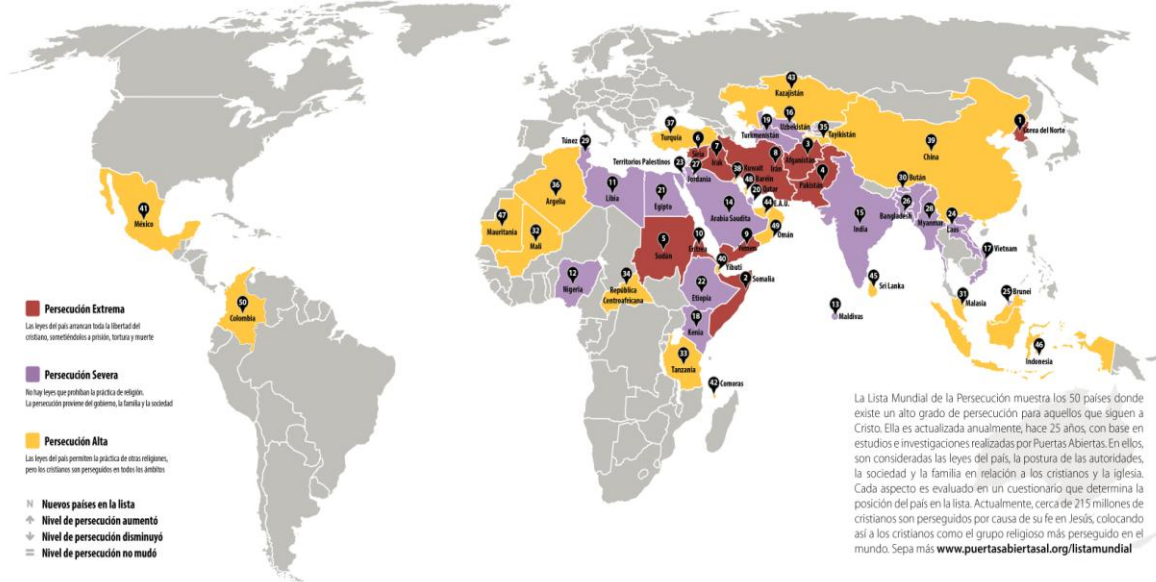 43
Kazajistán
37
Turquía
19
Turkmenistán
16
Uzbekistán
35
Tayikistán
39
China
1
Corea del Norte
6
Siria
7
Irak
8
Irán
3
Afganistán
4
Pakistán
Túnez 29
Territorios Palestinos 23
27
Jordania
38
Kuwait
48 Baréin
20 Qatar
44 E.A.U.
30 Bután
41
México
47
Mauritania
36
Argelia
32
Mali
11
Libia
21
Egipto
14
Arabia Saudita
49
Omán
15
India
26
Bangladesh
28
Myanmar
24
Laos
17 Vietnam
5
Sudán
10
Eritrea
9
Yemen
40
Yibuti
2 Somalia
12
Nigeria
34
República
Centroafricana
22
Etiopía
18
Kenia
33
Tanzania
42 Comoras
13
Maldivas
45
Sri Lanka
31
Malasia
25 Brunei
46
Indonesia
50
Colombia
Persecución Extrema
Las leyes del país arrancan toda la libertad del
cristiano, sometiéndolos a prisión, tortura y muerte
Persecución Severa
No hay leyes que prohíban la práctica de religión.
La persecución proviene del gobierno, la familia y la sociedad
Persecución Alta
Las leyes del país permiten la práctica de otras religiones,
pero los cristianos son perseguidos en todos los ámbitos
N Nuevos países en la lista
Nivel de persecución aumentó
Nivel de persecución disminuyó
Nivel de persecución no mudó
La Lista Mundial de la Persecución muestra los 50 países donde
existe un alto grado de persecución para aquellos que siguen a
Cristo. Ella es actualizada anualmente, hace 25 años, con base en
estudios e investigaciones realizadas por Puertas Abiertas. En ellos,
son consideradas las leyes del país, la postura de las autoridades,
la sociedad y la familia en relación a los cristianos y la iglesia.
Cada aspecto es evaluado en un cuestionario que determina la
posición del país en la lista. Actualmente, cerca de 215 millones de
cristianos son perseguidos por causa de su fe en Jesús, colocando
así a los cristianos como el grupo religioso más perseguido en el
mundo. Sepa más www.puertasabiertasal.org/listamundial